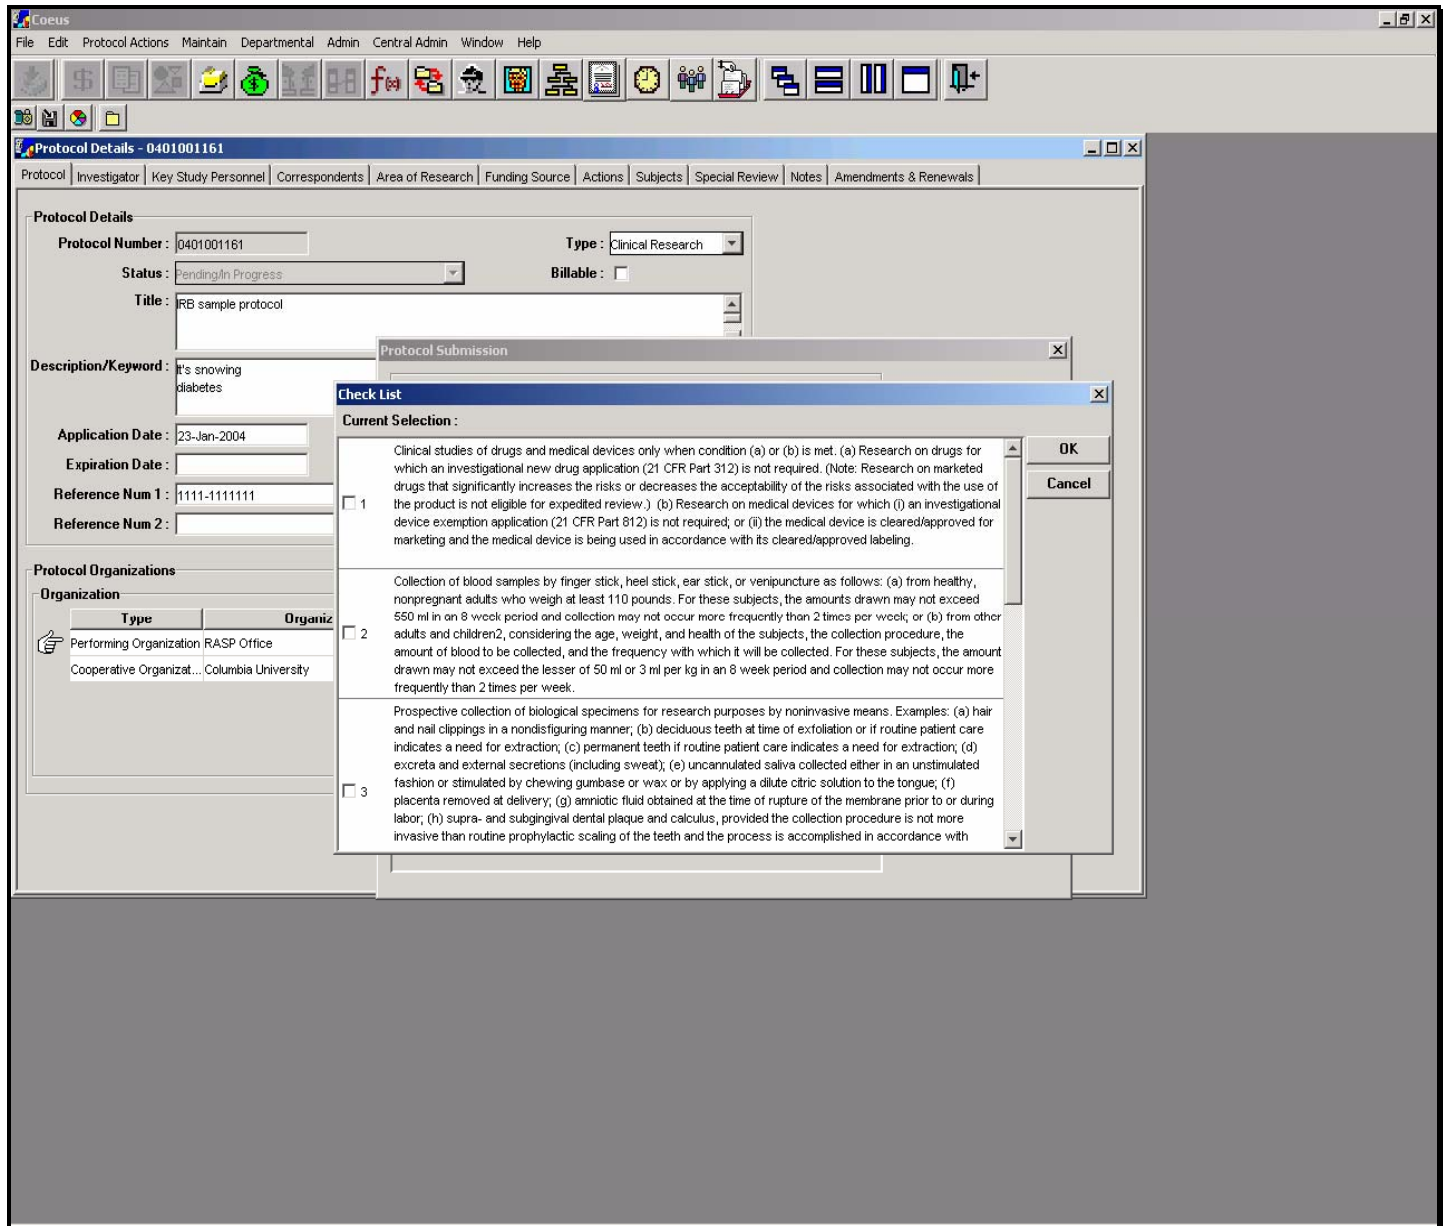 Coeus
File Edit Protocol Actions Maintain Departmental Admin Central Admin Window Help
Protocol Details - 0401001161
Protocol Investigator Key Study Personnel Correspondents Area of Research Funding Source Actions Subjects Special Review Notes Amendments & Renewals
Protocol Details
Protocol Number : 0401001161 Type : Clinical Research
Status : Pending/In Progress Billable :
Title : IRB sample protocol
Protocol Submission
Description/Keyword : It's snowing
diabetes
Check List
Current Selection :
Application Date : 23-Jan-2004
Expiration Date :
Reference Num 1 : 1111-1111111
Reference Num 2 :
Clinical studies of drugs and medical devices only when condition (a) or (b) is met. (a) Research on drugs for
which an investigational new drug application (21 CFR Part 312) is not required. (Note: Research on marketed
drugs that significantly increases the risks or decreases the acceptability of the risks associated with the use of
1 the product is not eligible for expedited review.) (b) Research on medical devices for which (i) an investigational
device exemption application (21 CFR Part 812) is not required; or (ii) the medical device is cleared/approved for
marketing and the medical device is being used in accordance with its cleared/approved labeling.
OK
Cancel
Protocol Organizations
Organization
Type Organiz
Performing Organization RASP Office
Cooperative Organizat... Columbia University
Collection of blood samples by finger stick, heel stick, ear stick, or venipuncture as follows: (a) from healthy,
nonpregnant adults who weigh at least 110 pounds. For these subjects, the amounts drawn may not exceed
550 ml in an 8 week period and collection may not occur more frequently than 2 times per week; or (b) from other
2 adults and children2, considering the age, weight, and health of the subjects, the collection procedure, the
amount of blood to be collected, and the frequency with which it will be collected. For these subjects, the amount
drawn may not exceed the lesser of 50 ml or 3 ml per kg in an 8 week period and collection may not occur more
frequently than 2 times per week.
Prospective collection of biological specimens for research purposes by noninvasive means. Examples: (a) hair
and nail clippings in a nondisfiguring manner; (b) deciduous teeth at time of exfoliation or if routine patient care
indicates a need for extraction; (c) permanent teeth if routine patient care indicates a need for extraction; (d)
excreta and external secretions (including sweat); (e) uncannulated saliva collected either in an unstimulated
3 fashion or stimulated by chewing gumbase or wax or by applying a dilute citric solution to the tongue; (f)
placenta removed at delivery; (g) amniotic fluid obtained at the time of rupture of the membrane prior to or during
labor; (h) supra- and subgingival dental plaque and calculus, provided the collection procedure is not more
invasive than routine prophylactic scaling of the teeth and the process is accomplished in accordance with